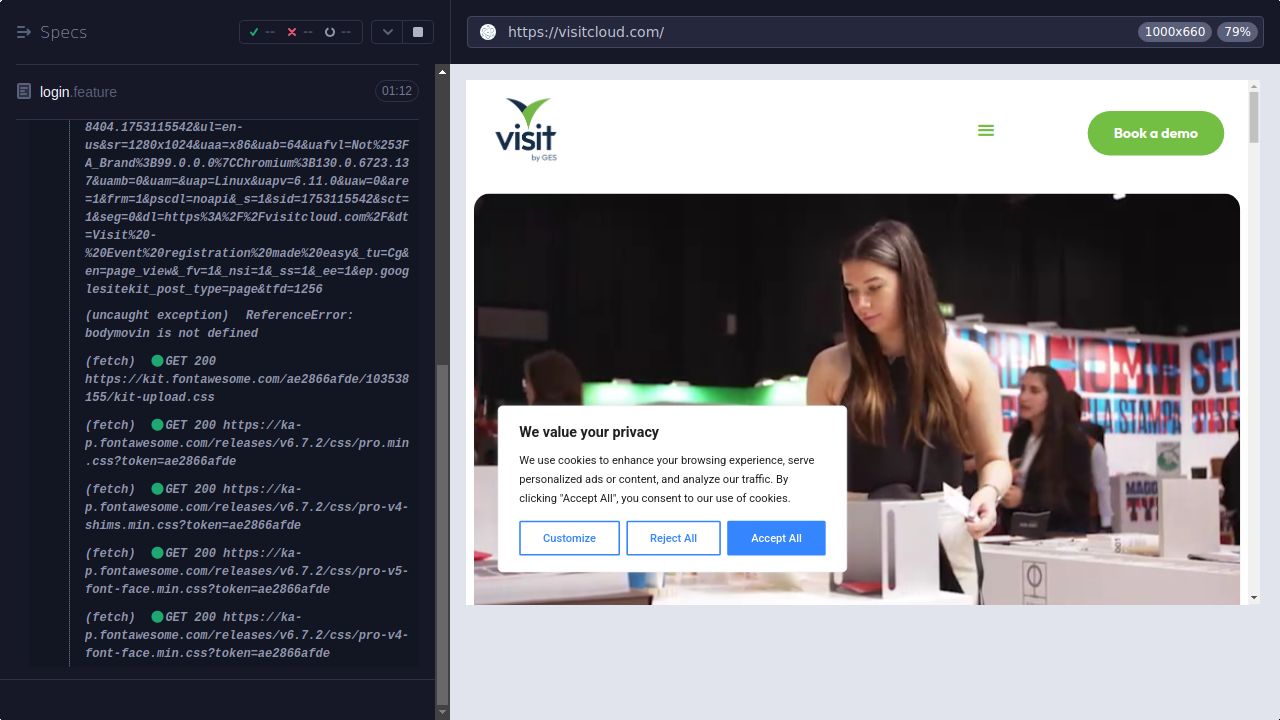 Specs
-- -- --
https://visitcloud.com/
1000x660
79%
login.feature
01:12
8404.1753115542&ul=en-
us&sr=1280x1024&uaa=x86&uab=64&uafvl=Not%253F
A_Brand%3B99.0.0.0%7CChromium%3B130.0.6723.13
7&uamb=0&uam=&uap=Linux&uapv=6.11.0&uaw=0&are
=1&frm=1&pscdl=noapi&_s=1&sid=1753115542&sct=
1&seg=0&dl=https%3A%2F%2Fvisitcloud.com%2F&dt
=Visit%20-
%20Event%20registration%20made%20easy&_tu=Cg&
en=page_view&_fv=1&_nsi=1&_ss=1&_ee=1&ep.goog
lesitekit_post_type=page&tfd=1256
(uncaught exception) ReferenceError:
bodymovin is not defined
(fetch) GET 200
https://kit.fontawesome.com/ae2866afde/103538
155/kit-upload.css
(fetch) GET 200 https://ka-
p.fontawesome.com/releases/v6.7.2/css/pro.min
.css?token=ae2866afde
(fetch) GET 200 https://ka-
p.fontawesome.com/releases/v6.7.2/css/pro-v4-
shims.min.css?token=ae2866afde
(fetch) GET 200 https://ka-
p.fontawesome.com/releases/v6.7.2/css/pro-v5-
font-face.min.css?token=ae2866afde
(fetch) GET 200 https://ka-
p.fontawesome.com/releases/v6.7.2/css/pro-v4-
font-face.min.css?token=ae2866afde
visit
by GES
Book a demo
LA STAMPA
We value your privacy
We use cookies to enhance your browsing experience, serve
personalized ads or content, and analyze our traffic. By
clicking "Accept All", you consent to our use of cookies.
Customize
Reject All
Accept All